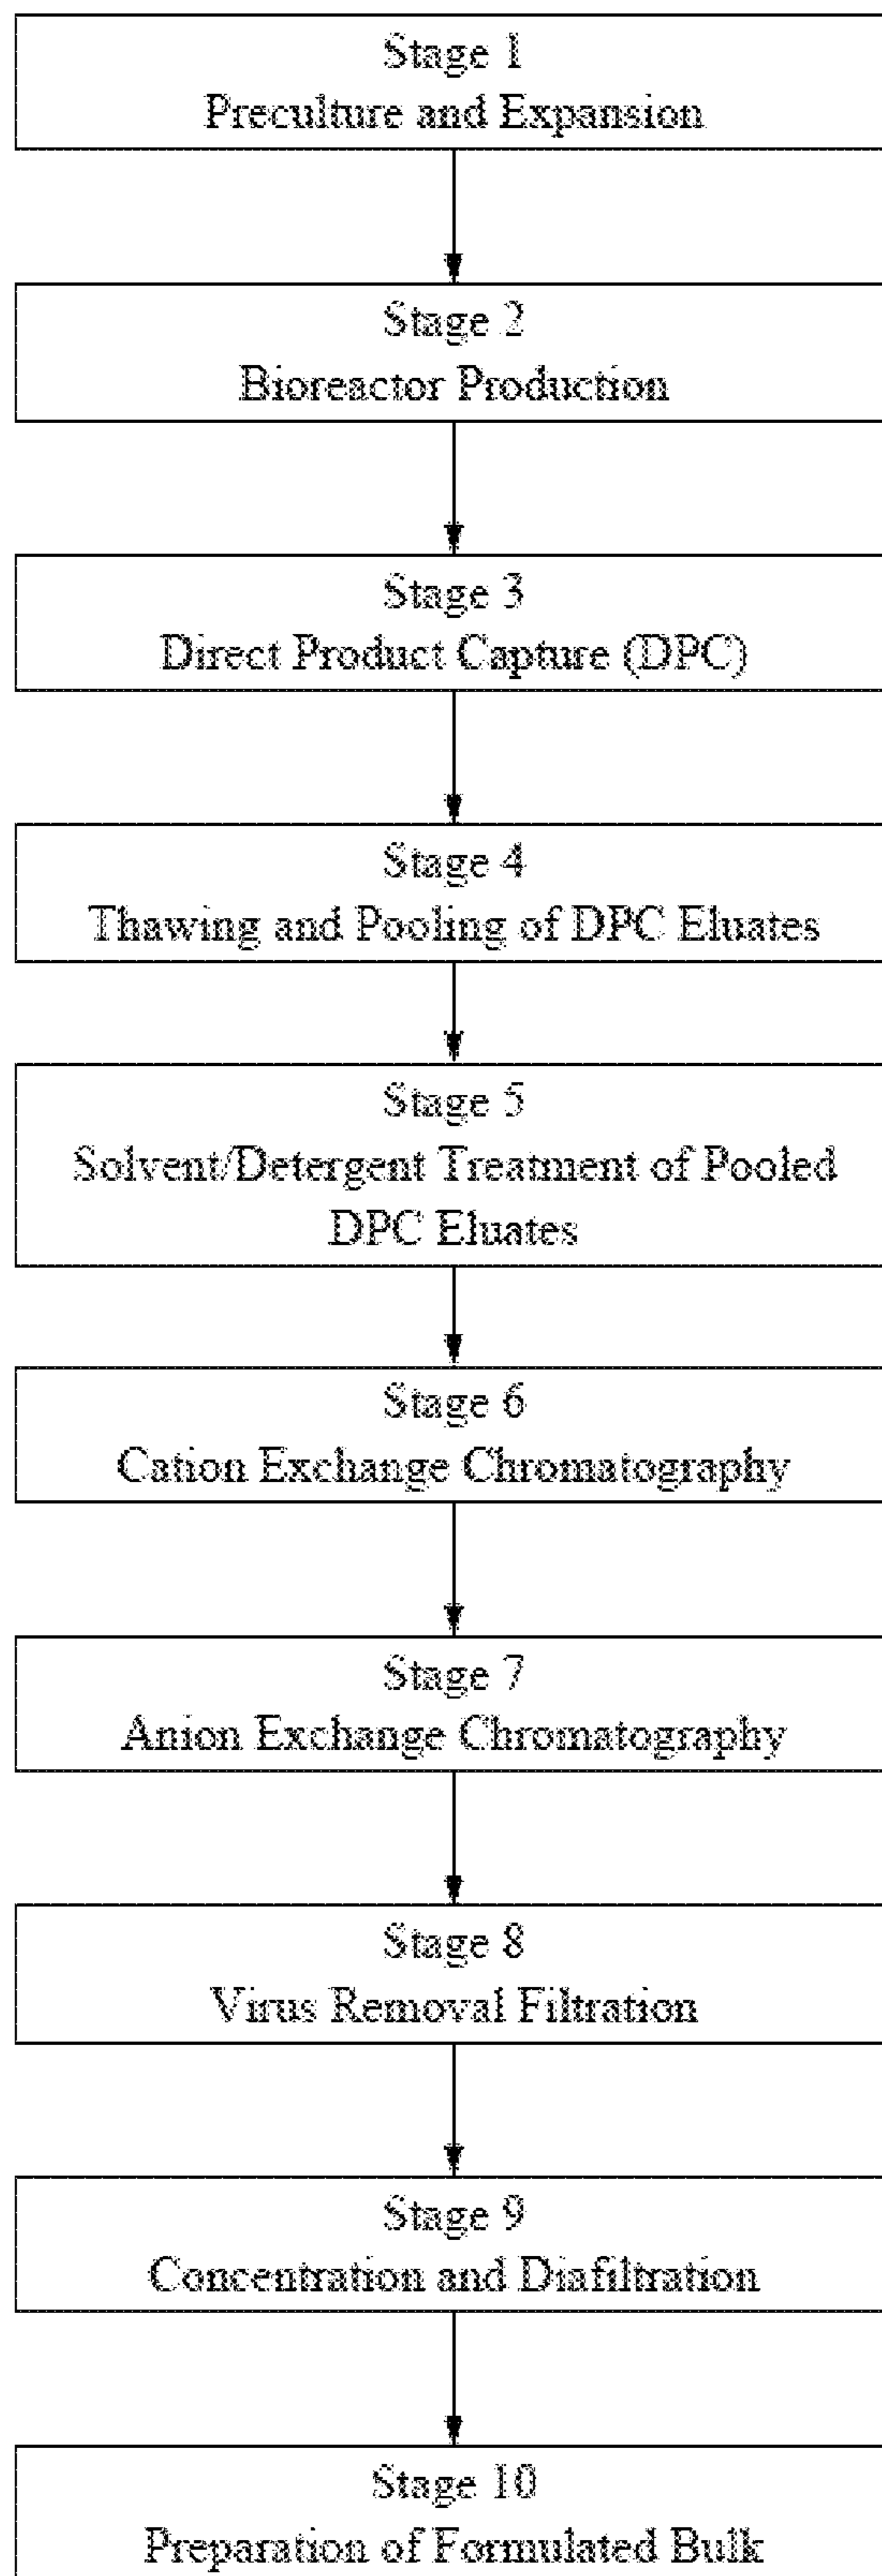 Stage 1
Preculture and Expansion
Stage 2
Bioreactor Production
Stage 3
Direct Product Capture (DPC)
Stage 4
Thawing and Pooling of DPC Eluates
Stage 5
Solvent/Detergent Treatment of Pooled
DPC Eluates
Stage 6
Cation Exchange Chromatography
Stage 7
Anion Exchange Chromatography
Stage 8
Virus Removal Filtration
Stage 9
Concentration and Diafiltration
Stage 10
Preparation of Formulated Bulk